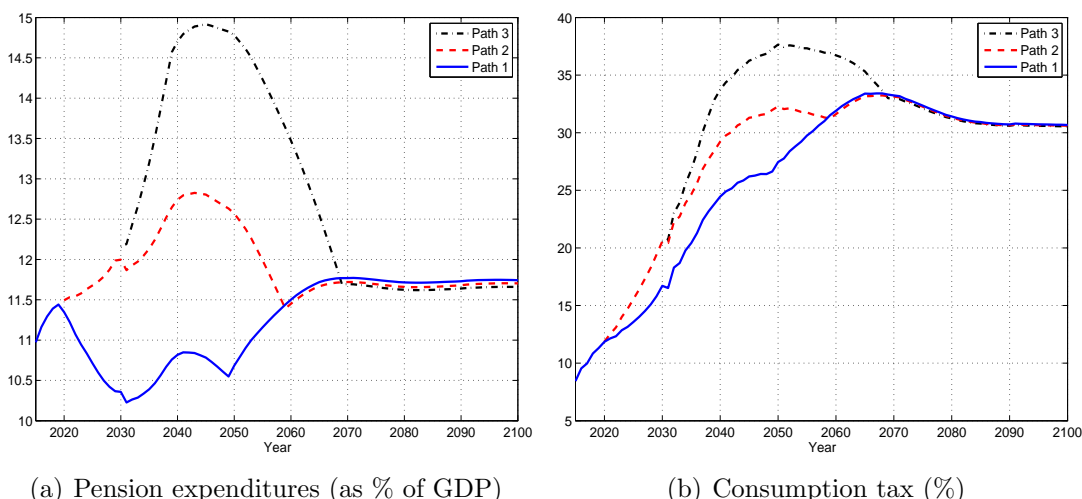 15
14.5
14
13.5
13
12.5
12
11.5
11
10.5
10
2020 2030 2040 2050 2060 2070 2080 2090 2100
Year
Path 3
Path 2
Path 1
(a) Pension expenditures (as % of GDP)
40
35
30
25
20
15
10
5
2020 2030 2040 2050 2060 2070 2080 2090 2100
Year
Path 3
Path 2
Path 1
(b) Consumption tax (%)